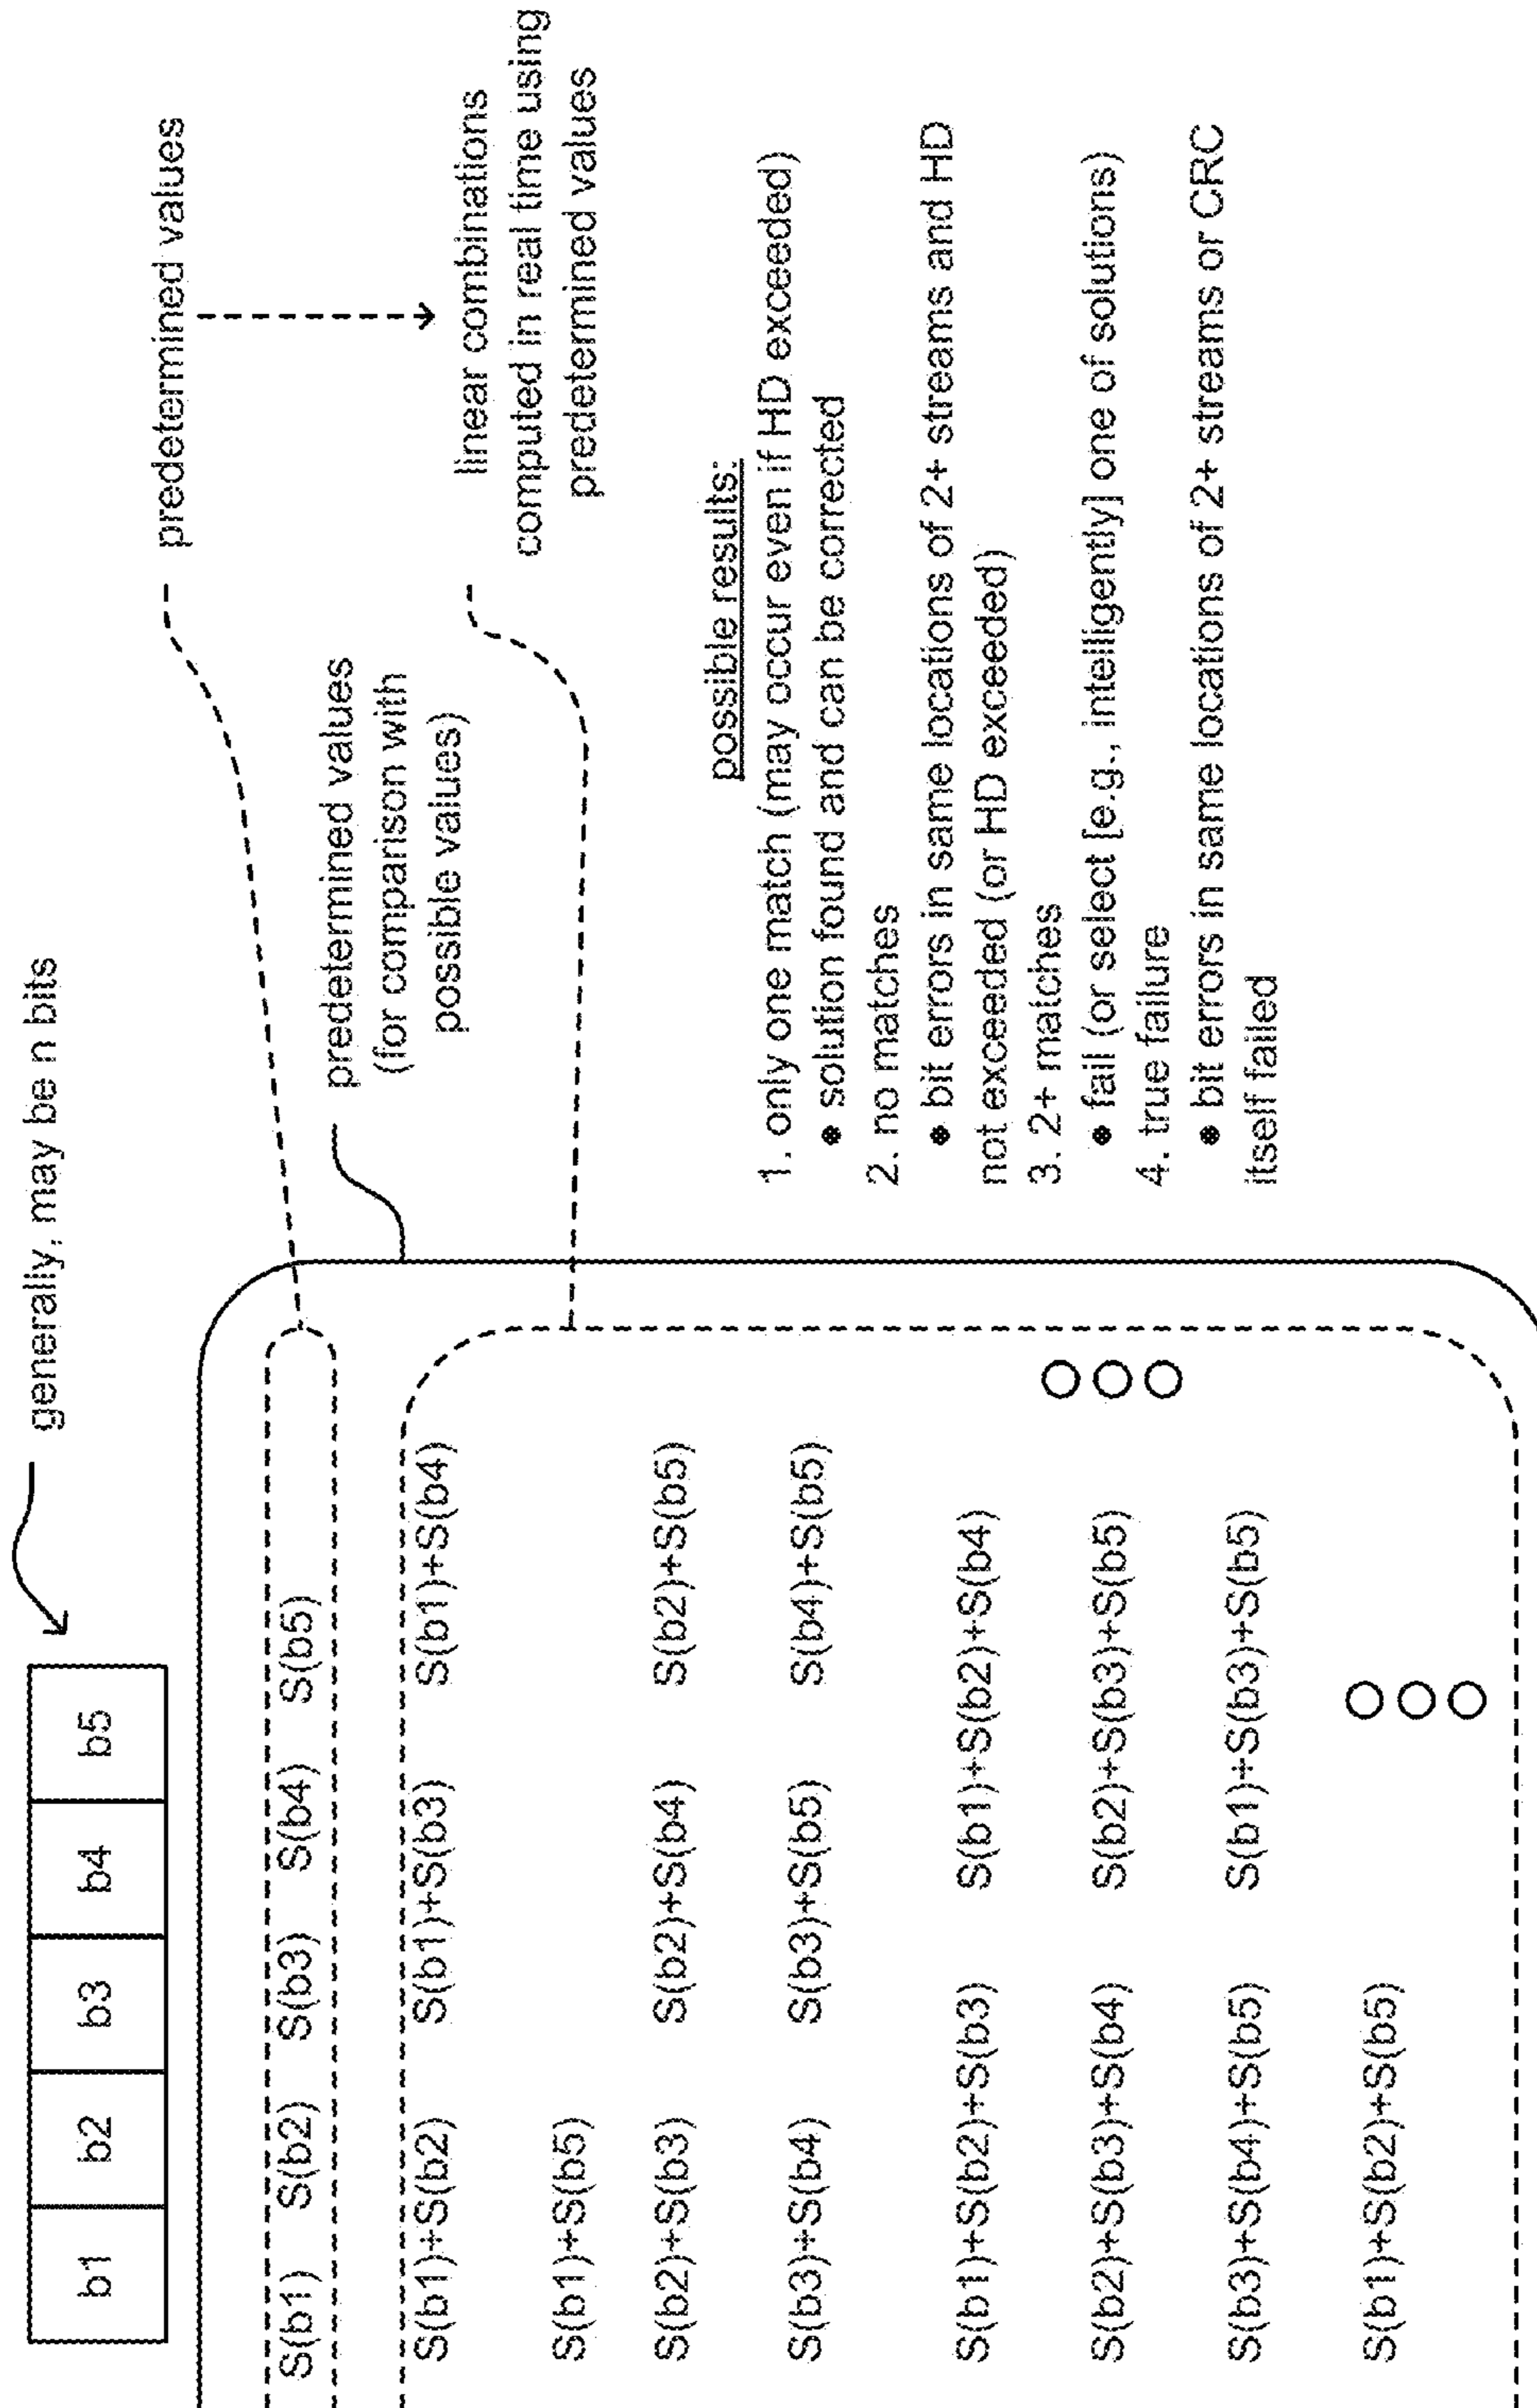 generally, may be n bits
b1 b2 b3 b4 b5
S(b1) S(b2) S(b3) S(b4) S(b5)
S(b1)+S(b2) S(b1)+S(b3) S(b1)+S(b4)
S(b1)+S(b5)
S(b2)+S(b3) S(b2)+S(b4) S(b2)+S(b5)
S(b3)+S(b4) S(b3)+S(b5) S(b4)+S(b5)
S(b1)+S(b2)+S(b3) S(b1)+S(b2)+S(b4)
S(b2)+S(b3)+S(b4) S(b2)+S(b3)+S(b5)
S(b3)+S(b4)+S(b5) S(b1)+S(b3)+S(b5)
S(b1)+S(b2)+S(b5)
predetermined values
(for comparison with
possible values)
predetermined values
linear combinations
computed in real time using
predetermined values
possible results:
1. only one match (may occur even if HD exceeded)
• solution found and can be corrected
2. no matches
• bit errors in same locations of 2+ streams and HD
not exceeded (or HD exceeded)
3. 2+ matches
• fail (or select [e.g., intelligently] one of solutions)
4. true failure
• bit errors in same locations of 2+ streams or CRC
itself failed